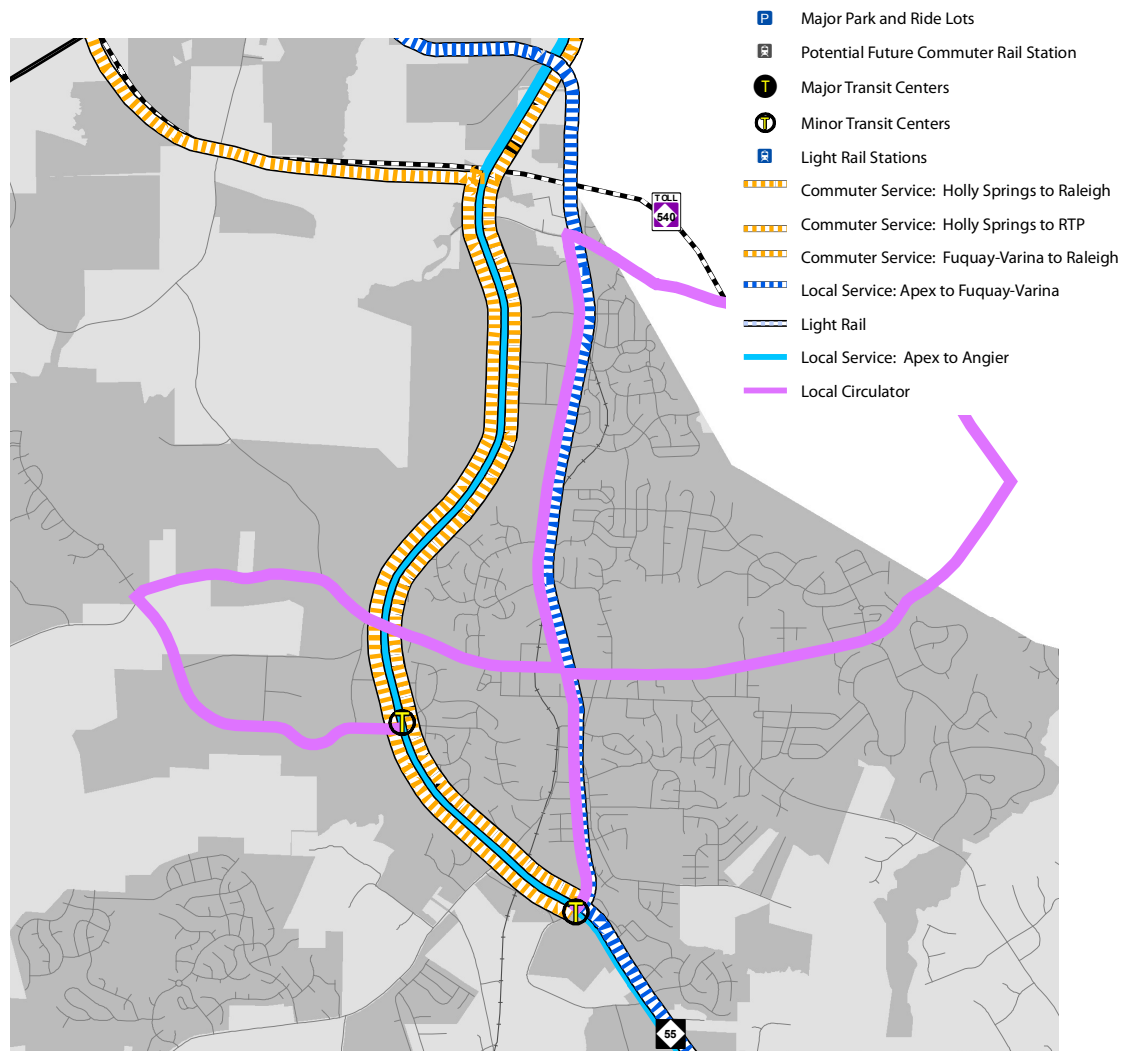 P
Major Park and Ride Lots
Potential Future Commuter Rail Station
T
Major Transit Centers
T
Minor Transit Centers
Light Rail Stations
Commuter Service: Holly Springs to Raleigh
Commuter Service: Holly Springs to RTP
Commuter Service: Fuquay-Varina to Raleigh
Local Service: Apex to Fuquay-Varina
Light Rail
Local Service: Apex to Angier
Local Circulator
TOLL
540
T
T
55